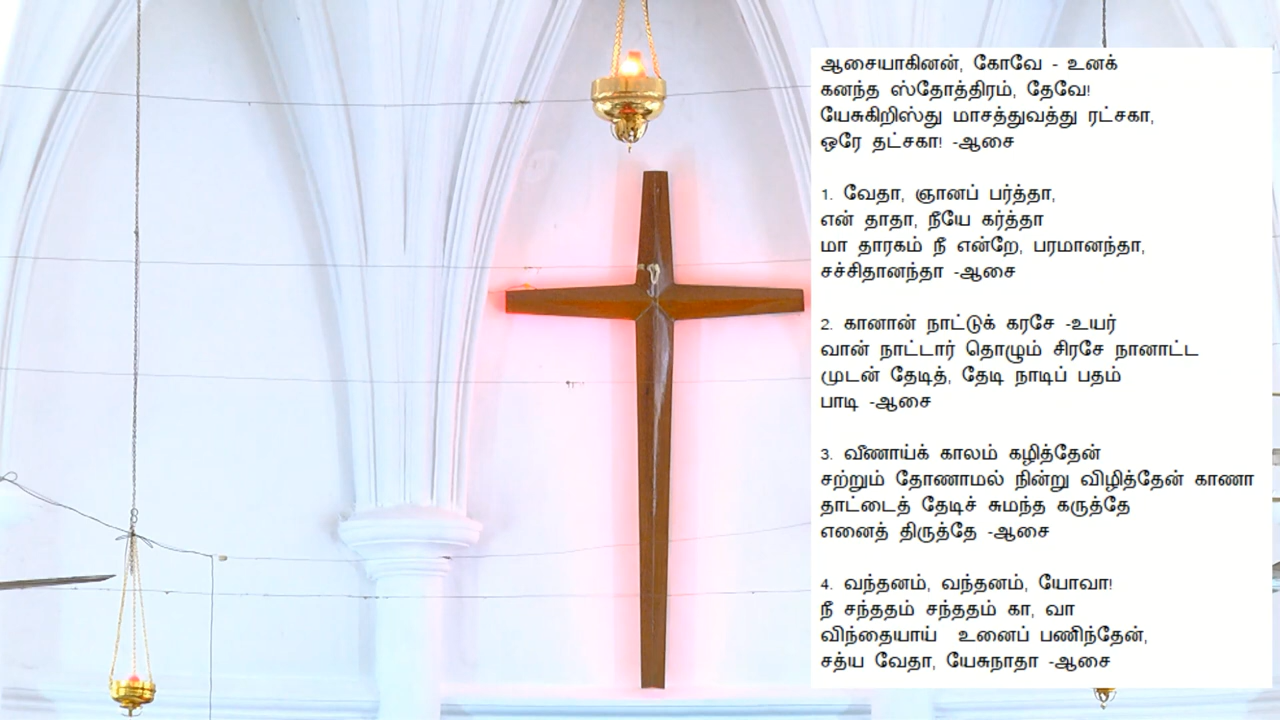 ஆசையாகினன், கோவே - உனக்
கனந்த ஸ்தோத்திரம், தேவே!
யேசுகிறிஸ்து மாசத்துவத்து ரட்சகா,
ஒரே தட்சகா! -ஆசை
1. வேதா, ஞானப் பர்த்தா,
என் தாதா, நீயே கர்த்தா
மா தாரகம் நீ என்றே, பரமானந்தா,
சச்சிதானந்தா -ஆசை
2. கானான் நாட்டுக் கரசே -உயர்
வான் நாட்டார் தொழும் சிரசே நானாட்ட
முடன் தேடித், தேடி நாடிப் பதம்
பாடி -ஆசை
3. வீணாய்க் காலம் கழித்தேன்
சற்றும் தோணாமல் நின்று விழித்தேன் காணா
தாட்டைத் தேடிச் சுமந்த கருத்தே
எனைத் திருத்தே -ஆசை
4. வந்தனம், வந்தனம், யோவா!
நீ சந்ததம் சந்ததம் கா, வா
விந்தையாய் உனைப் பணிந்தேன்,
சத்ய வேதா, யேசுநாதா -ஆசை